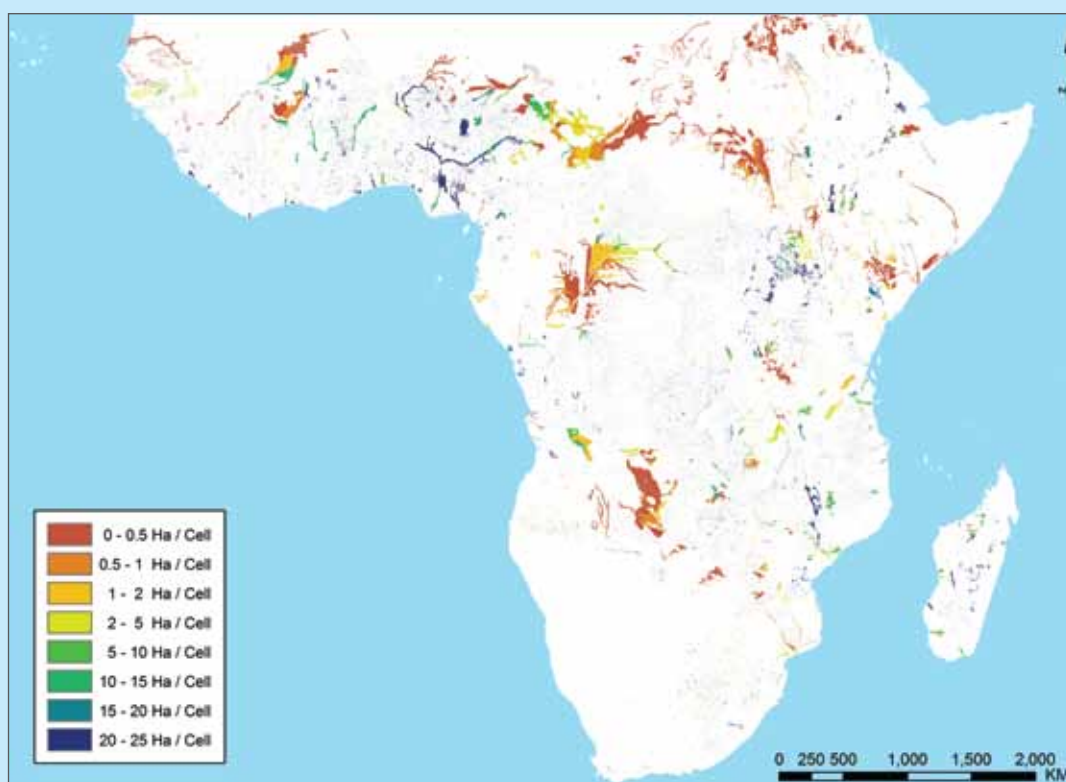 N
0 - 0.5 Ha / Cell
0.5 - 1 Ha / Cell
1 - 2 Ha / Cell
2 - 5 Ha / Cell
5 - 10 Ha / Cell
10 - 15 Ha / Cell
15 - 20 Ha / Cell
20 - 25 Ha / Cell
0 250 500 1,000 1,500 2,000
KM